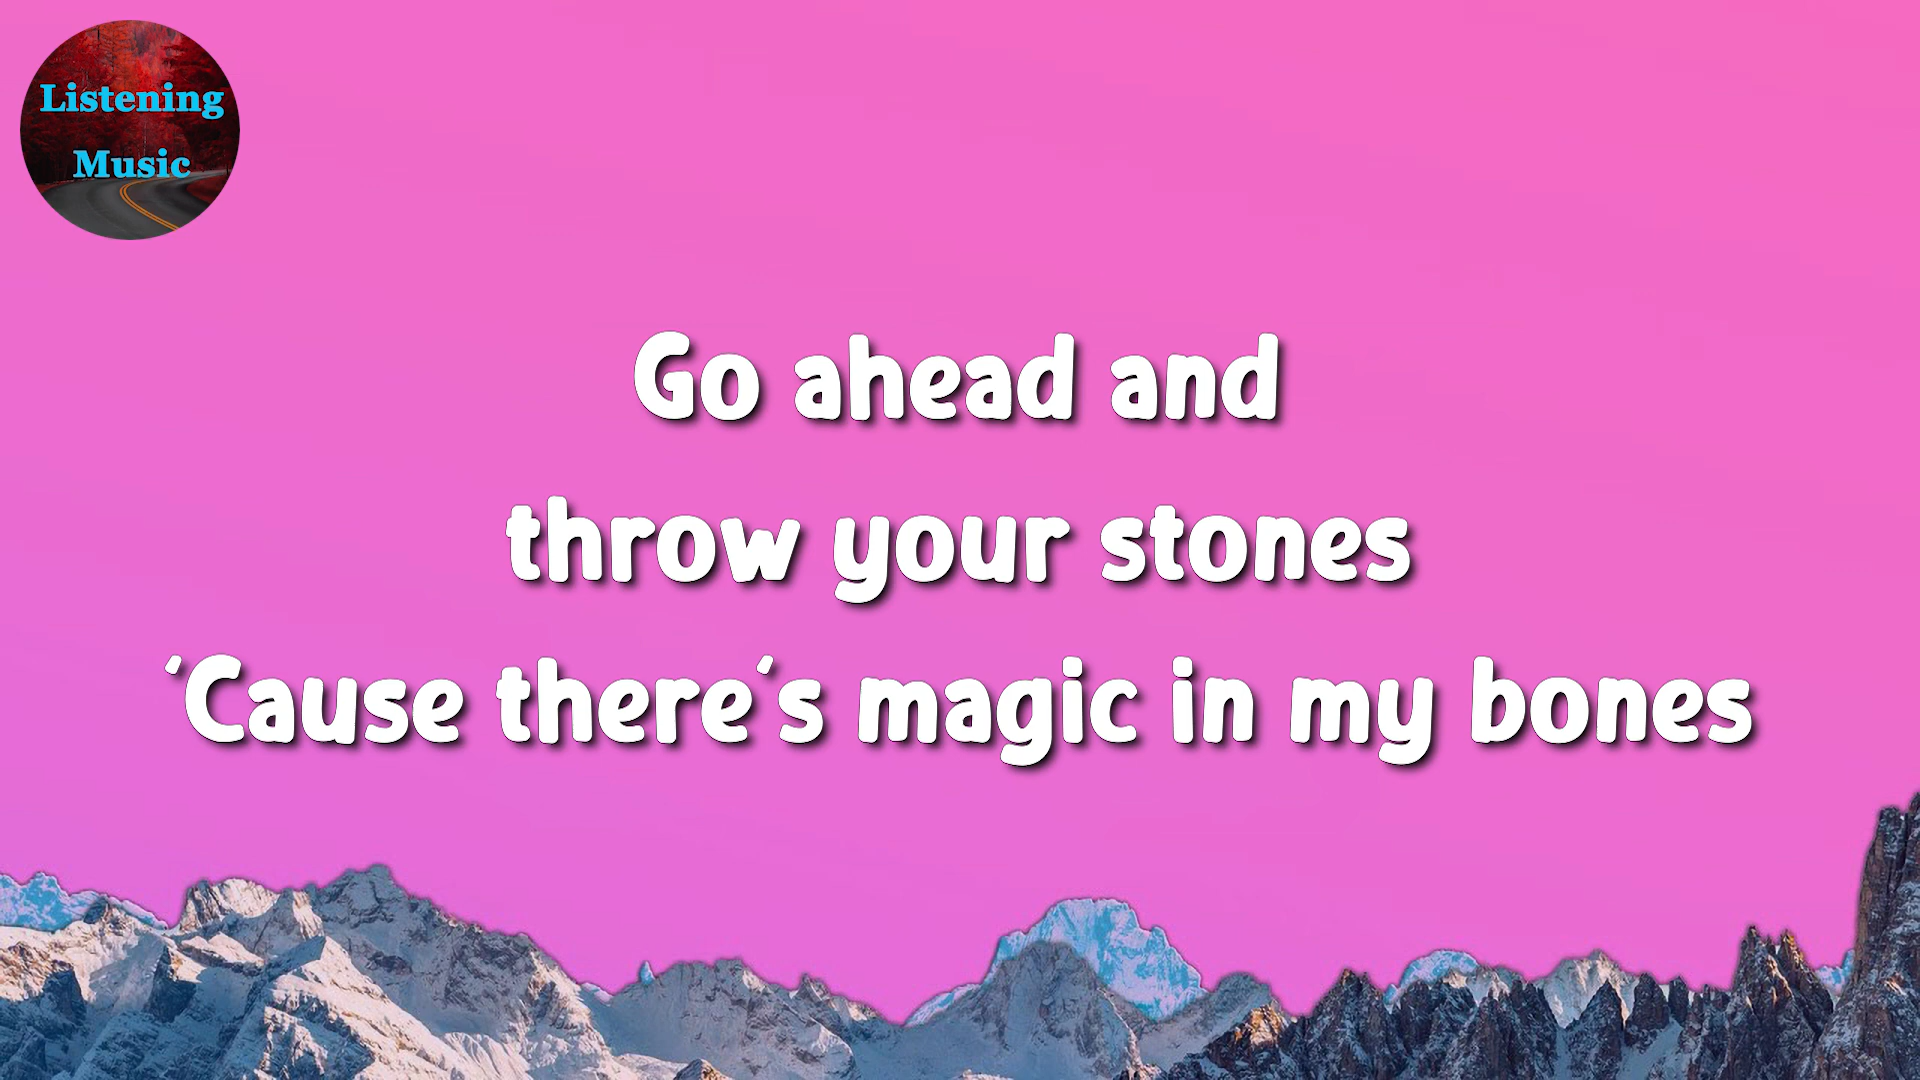 Listening
Music
Go ahead and
throw your stones
'Cause there's magic in my bones